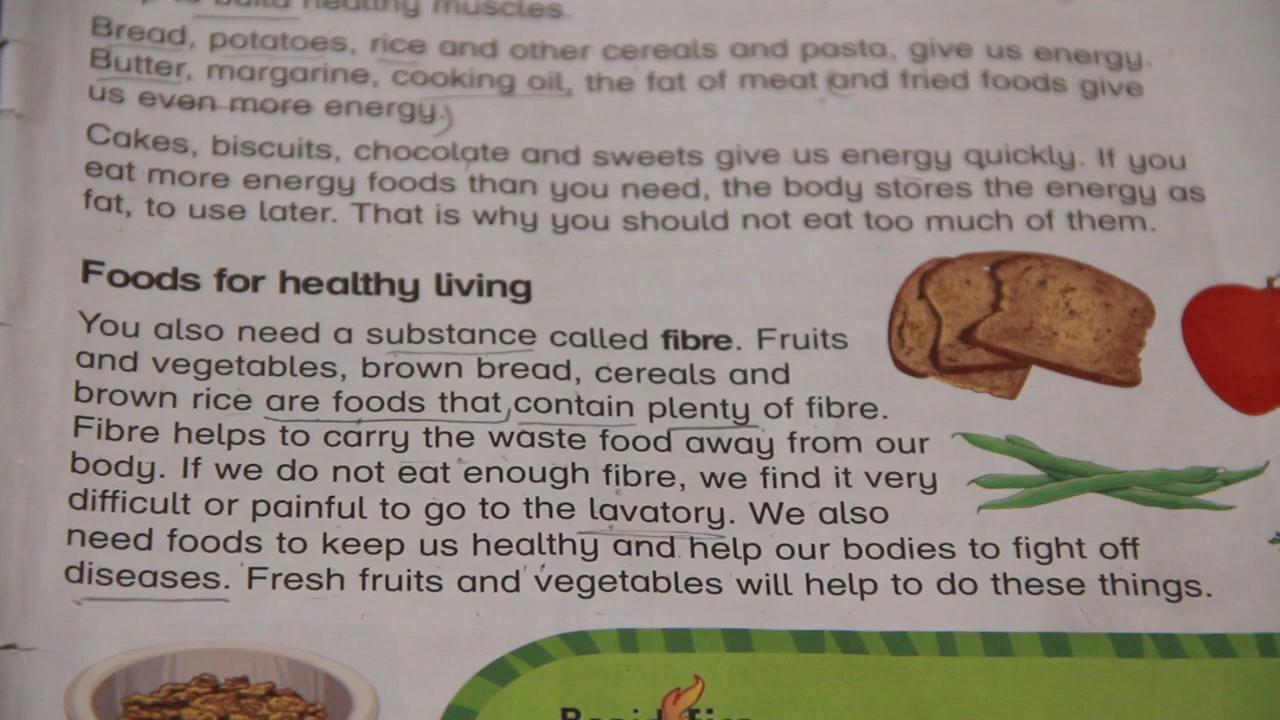 build healthy muscles.
Bread, potatoes, rice and other cereals and pasta, give us energy.
Butter, margarine, cooking oil, the fat of meat and fried foods give
us even more energy.
Cakes, biscuits, chocolate and sweets give us energy quickly. If you
eat more energy foods than you need, the body stores the energy as
fat, to use later. That is why you should not eat too much of them.
Foods for healthy living
You also need a substance called fibre. Fruits
and vegetables, brown bread, cereals and
brown rice are foods that contain plenty of fibre.
Fibre helps to carry the waste food away from our
body. If we do not eat enough fibre, we find it very
difficult or painful to go to the lavatory. We also
need foods to keep us healthy and help our bodies to fight off
diseases. Fresh fruits and vegetables will help to do these things.
Rapid Fire